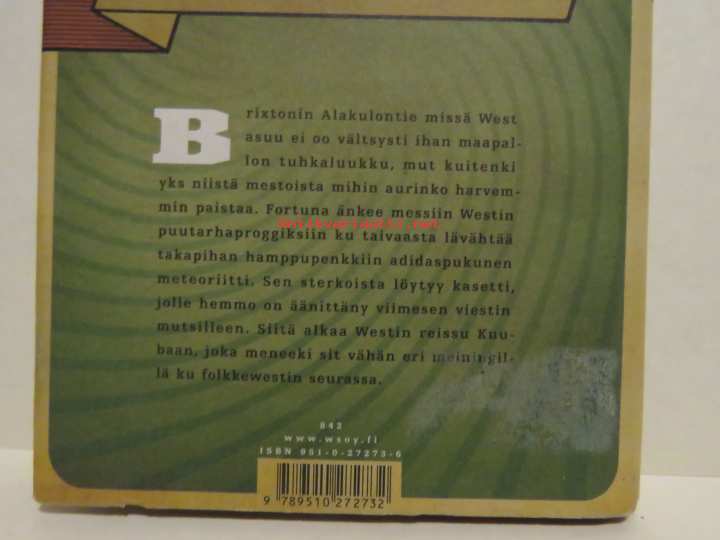 Brixtonin Alakulontie missä West
asuu ei oo vältsysti ihan maapal-
lon tuhkaluukku, mut kuitenki
yks niistä mestoista mihin aurinko harvem-
min paistaa. Fortuna änkee messiin Westin
puutarhaproggiksiin ku taivaasta lävähtää
takapihan hamppupenkkiin adidaspukunen
meteoriitti. Sen sterkoista löytyy kasetti,
jolle hemmo on äänittäny viimesen viestin
mutsilleen. Siitä alkaa Westin reissu Kuu-
baan, joka meneeki sit vähän eri meiningil-
lä ku folkkewestin seurassa.
842
www.wsoy.fi
ISBN 951-0-27273-6
9 789510 272732